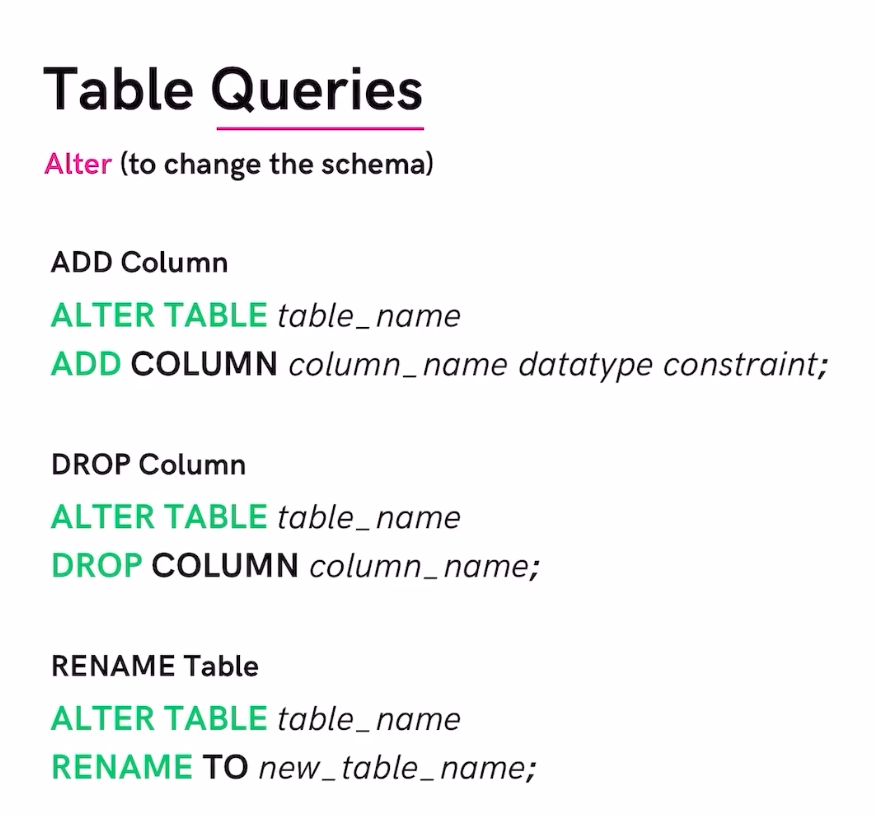 Table Queries
Alter (to change the schema)
ADD Column
ALTER TABLE table_name
ADD COLUMN column_name datatype constraint;
DROP Column
ALTER TABLE table_name
DROP COLUMN column_name;
RENAME Table
ALTER TABLE table_name
RENAME TO new_table_name;